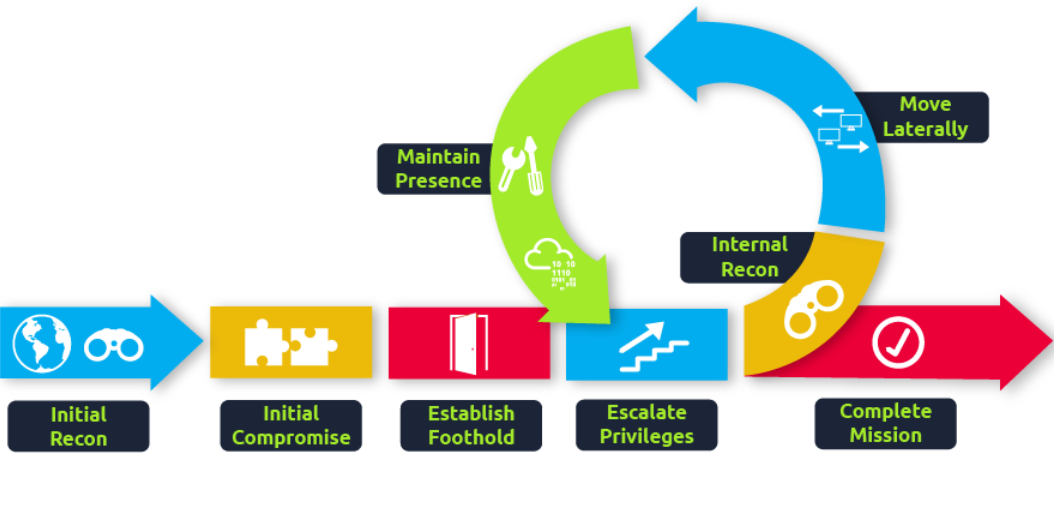 Move
Laterally
Maintain
Presence
Internal
Recon
10 10
1110
Initial
Recon
Initial
Compromise
Establish
Foothold
Escalate
Privileges
Complete
Mission